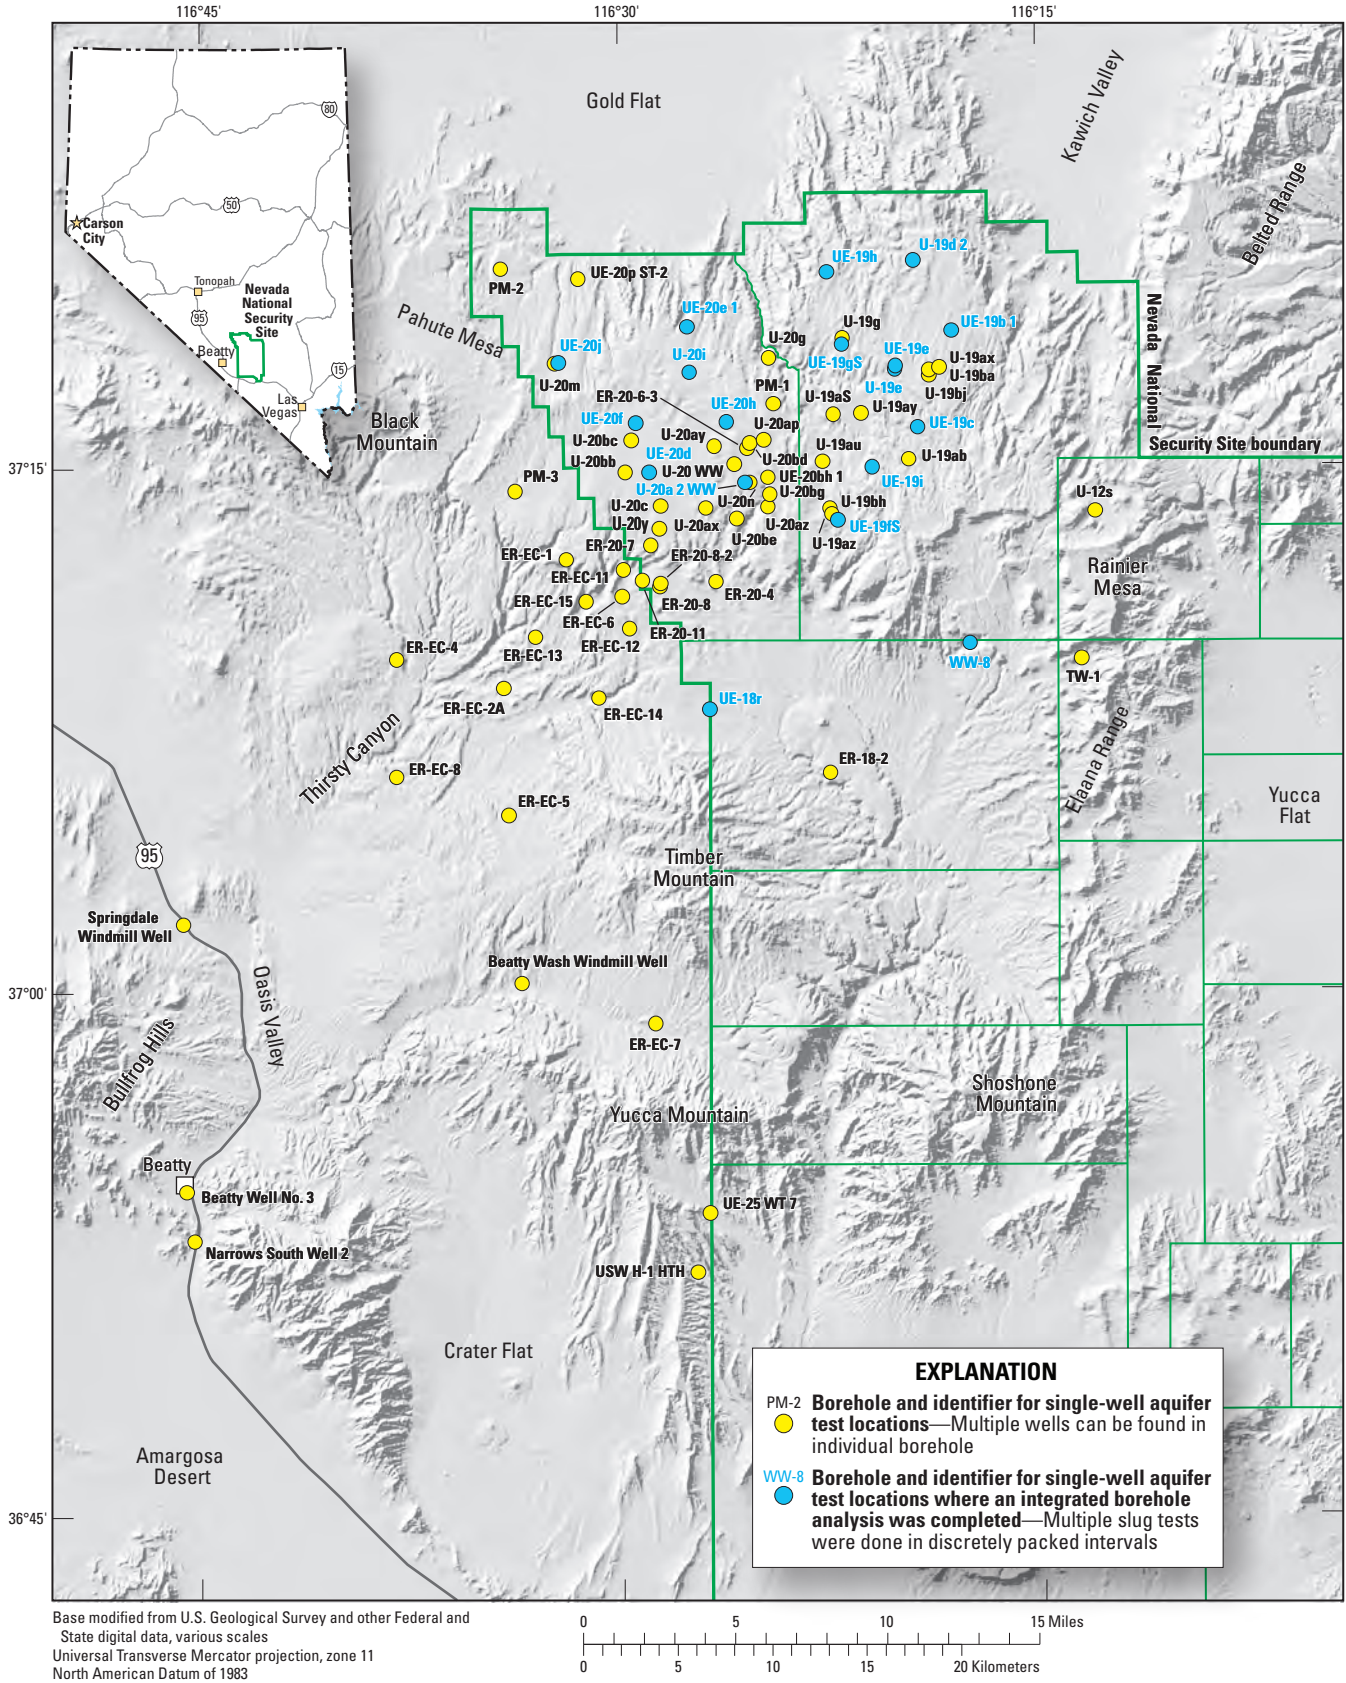 116°45'
116°30'
116°15'
Gold Flat
Kawich Valley
Belted Range
80
50
Carson
City
Tonopah
Nevada
National
Security
Site
95
Beatty
15
Las
Vegas
PM-2
UE-20p ST-2
UE-19h
U-19d 2
Nevada National
Pahute Mesa
UE-20e 1
UE-20j
U-20i
U-20m
U-20g
U-19g
UE-19gS
UE-19b 1
UE-19e
U-19e
U-19ax
U-19ba
U-19bj
Black
Mountain
ER-20-6-3
PM-1
UE-20f
UE-20h
U-19aS
U-19ay
UE-19c
U-20bc
U-20ay
U-20ap
U-19au
Security Site boundary
37°15'
U-20bb
UE-20d
U-20 WW
U-20bd
UE-20bh 1
UE-19i
U-19ab
PM-3
U-20a 2 WW
U-20n
U-20bg
U-19bh
U-12s
U-20c
U-20y
U-20ax
U-20be
U-20az
UE-19fS
U-19az
ER-EC-1
ER-20-7
ER-20-8-2
Rainier
Mesa
ER-EC-11
ER-EC-15
ER-20-8
ER-20-4
ER-EC-6
ER-20-11
ER-EC-12
ER-EC-13
ER-EC-4
WW-8
TW-1
ER-EC-2A
ER-EC-14
UE-18r
Thirsty Canyon
Elaana Range
ER-EC-8
ER-18-2
ER-EC-5
Yucca
Flat
95
Timber
Mountain
Springdale
Windmill Well
Beatty Wash Windmill Well
Oasis Valley
37°00'
ER-EC-7
Bullfrog Hills
Shoshone
Mountain
Yucca Mountain
Beatty
Beatty Well No. 3
UE-25 WT 7
Narrows South Well 2
USW H-1 HTH
Crater Flat
Amargosa
Desert
36°45'
EXPLANATION
PM-2 Borehole and identifier for single-well aquifer
test locations—Multiple wells can be found in
individual borehole
WW-8 Borehole and identifier for single-well aquifer
test locations where an integrated borehole
analysis was completed—Multiple slug tests
were done in discretely packed intervals
Base modified from U.S. Geological Survey and other Federal and
State digital data, various scales
Universal Transverse Mercator projection, zone 11
North American Datum of 1983
0 5 10 15 Miles
0 5 10 15 20 Kilometers